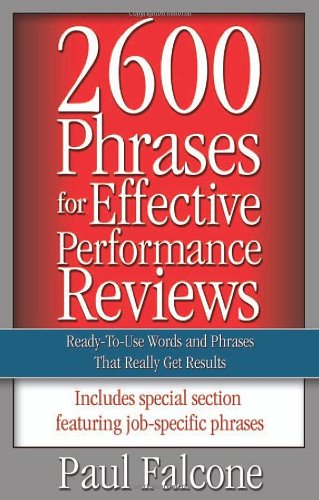 2600
Phrases
for Effective
Performance
Reviews
Ready-To-Use Words and Phrases
That Really Get Results
Includes special section
featuring job-specific phrases
Paul Falcone